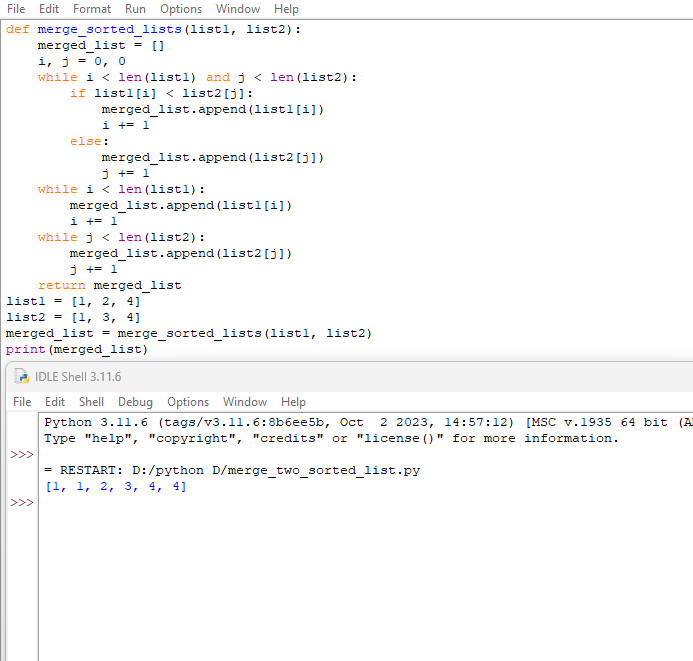 File Edit Format Run Options Window Help
def merge_sorted_lists(list1, list2):
    merged_list = []
    i, j = 0, 0
    while i < len(list1) and j < len(list2):
        if list1[i] < list2[j]:
            merged_list.append(list1[i])
            i += 1
        else:
            merged_list.append(list2[j])
            j += 1
    while i < len(list1):
        merged_list.append(list1[i])
        i += 1
    while j < len(list2):
        merged_list.append(list2[j])
        j += 1
    return merged_list
list1 = [1, 2, 4]
list2 = [1, 3, 4]
merged_list = merge_sorted_lists(list1, list2)
print(merged_list)
IDLE Shell 3.11.6
File Edit Shell Debug Options Window Help
Python 3.11.6 (tags/v3.11.6:8b6ee5b, Oct  2 2023, 14:57:12) [MSC v.1935 64 bit
Type "help", "copyright", "credits" or "license()" for more information.
>>>
= RESTART: D:/python D/merge_two_sorted_list.py
[1, 1, 2, 3, 4, 4]
>>>